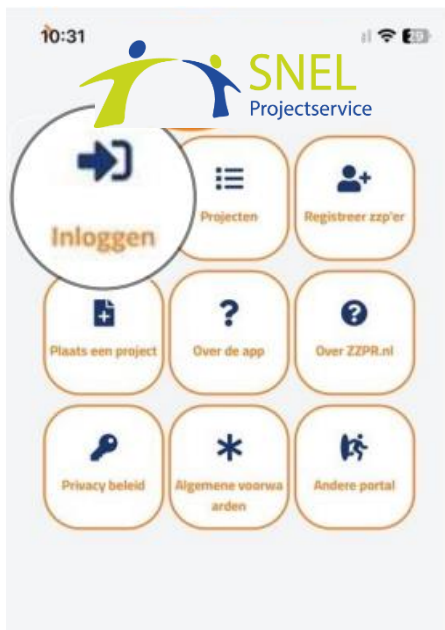 10:31
SNEL
Projectservice
Inloggen
Projecten
Registreer zzp'er
Plaats een project
Over de app
Over ZZPR.nl
Privacy beleid
Algemene voorwa
arden
Andere portal